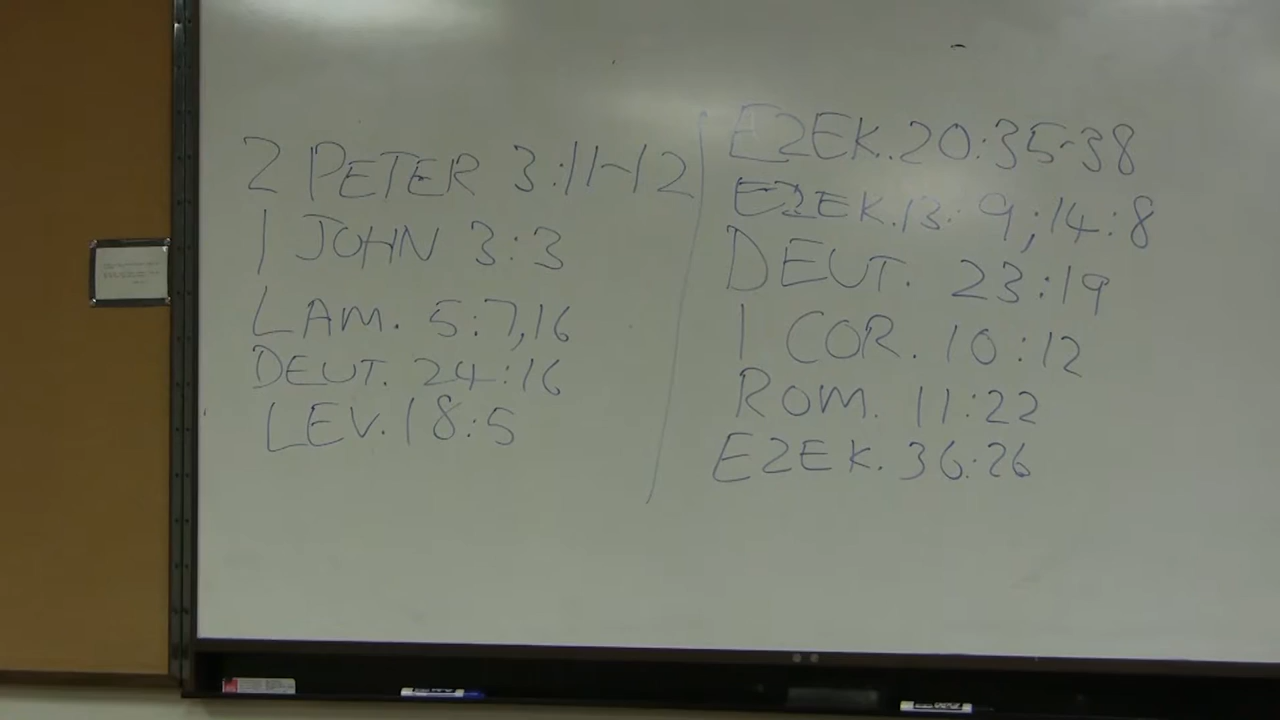 2 PETER 3:11-12
1 JOHN 3:3
LAM. 5:7,16
DEUT. 24:16
LEV. 18:5
EZEK. 20:35-38
EZEK. 13:9; 14:8
DEUT. 23:19
1 COR. 10:12
ROM. 11:22
EZEK. 36:26